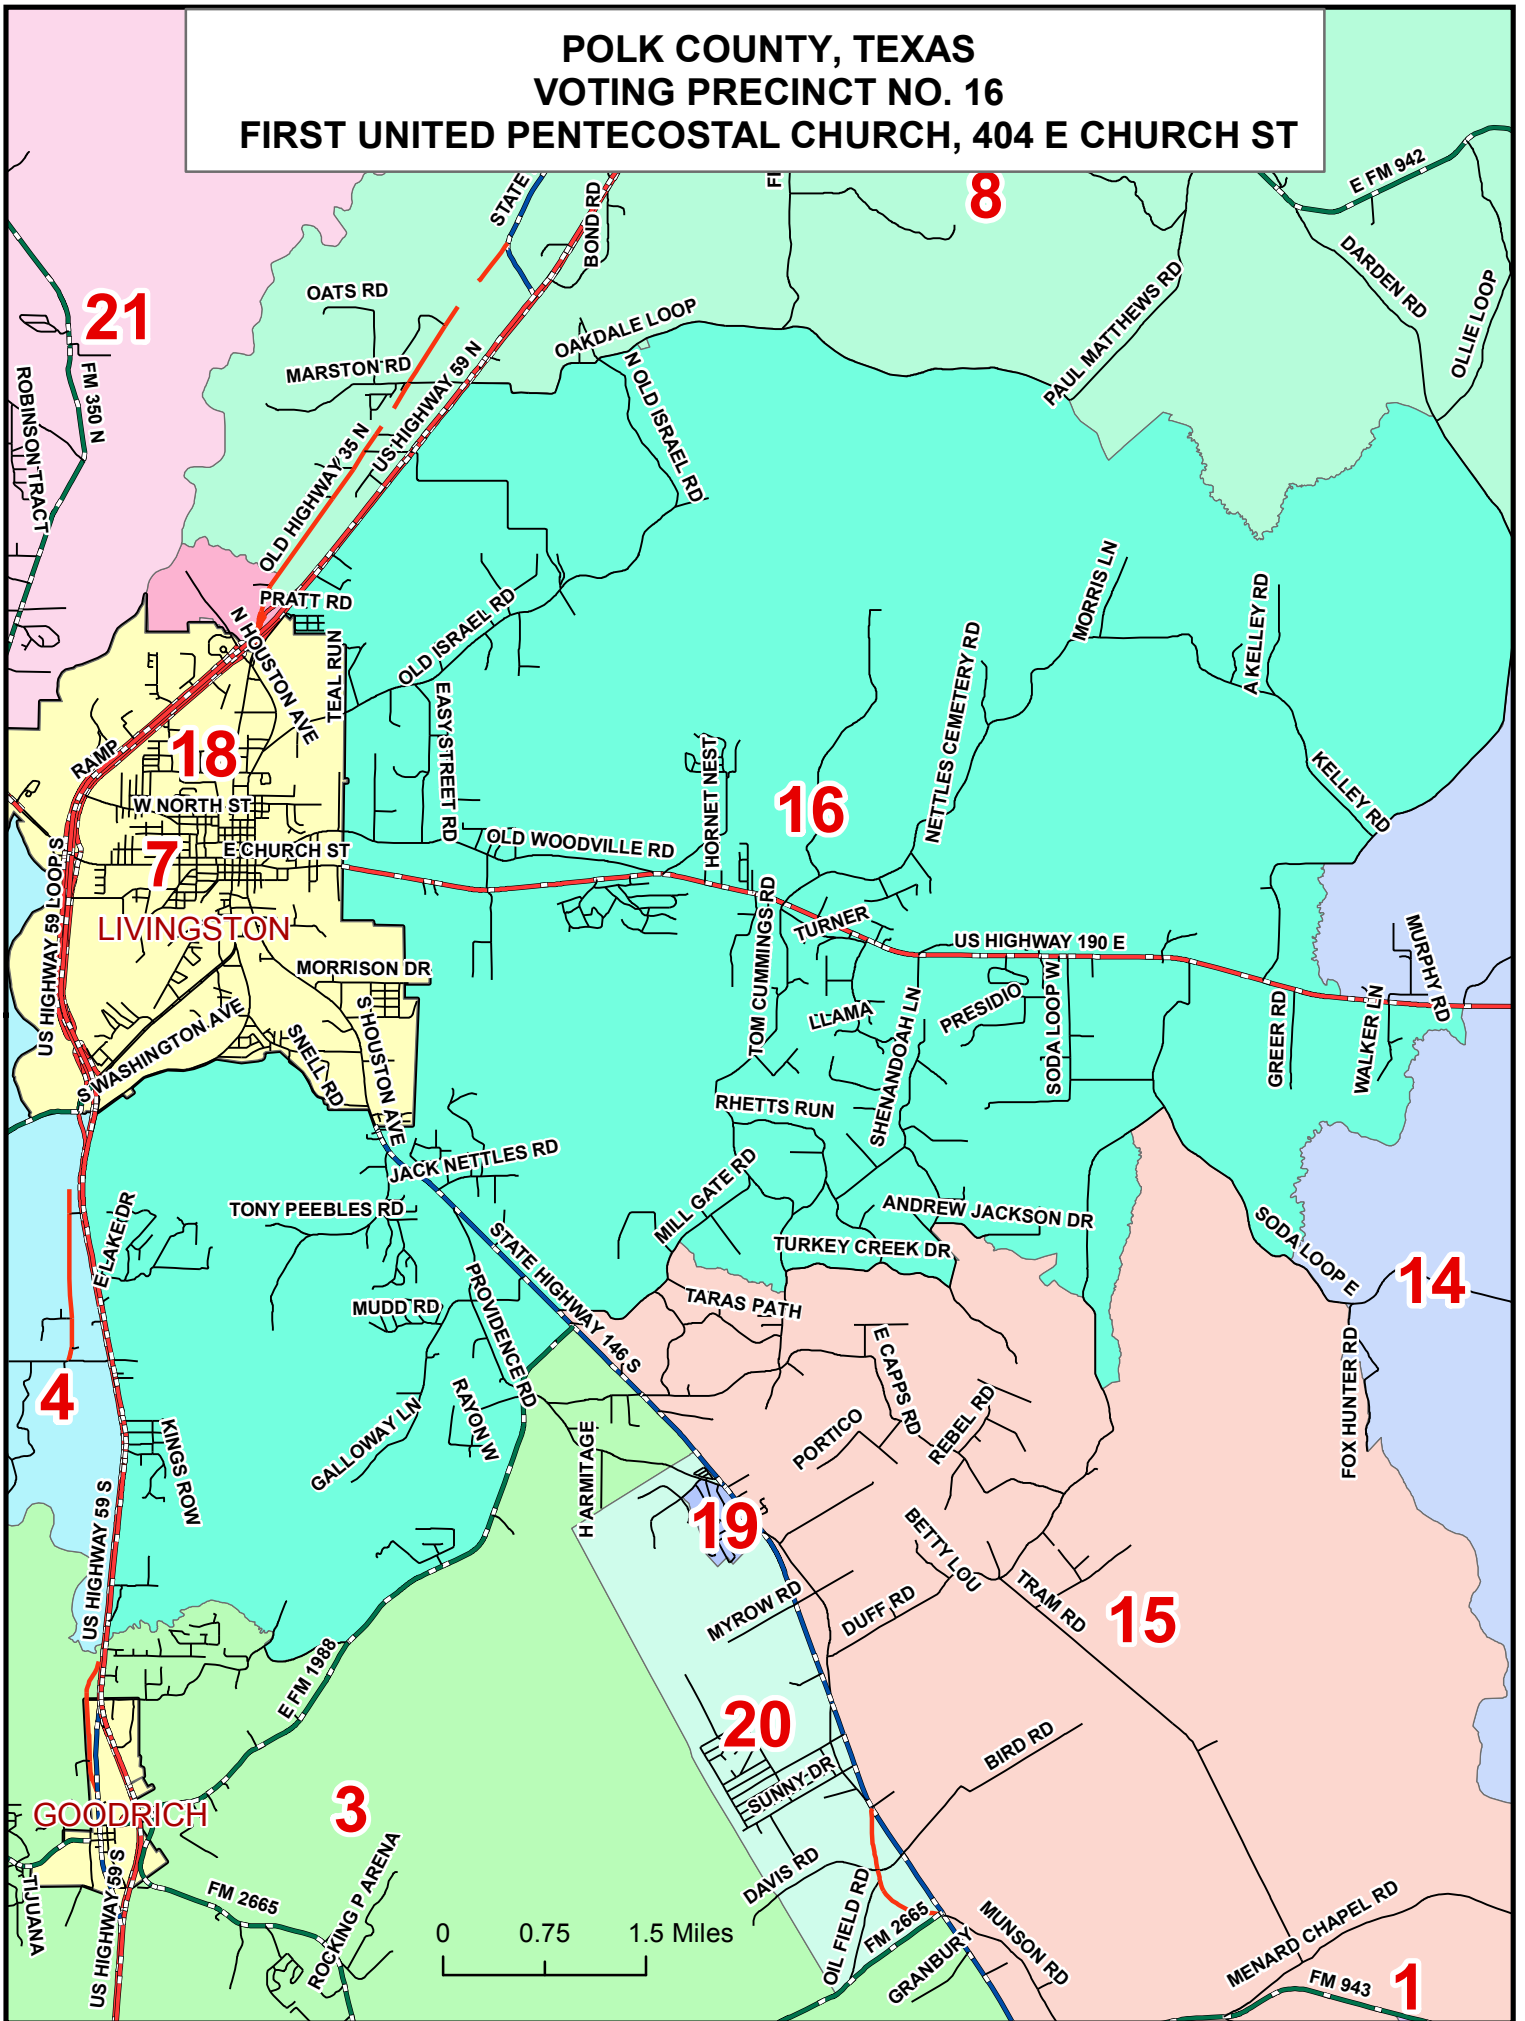 POLK COUNTY, TEXAS
VOTING PRECINCT NO. 16
FIRST UNITED PENTECOSTAL CHURCH, 404 E CHURCH ST
STATE
BOND RD
8
E FM 942
DARDEN RD
OLLIE LOOP
PAUL MATTHEWS RD
21
OATS RD
OAKDALE LOOP
MARSTON RD
US HIGHWAY 59 N
N OLD ISRAEL RD
FM 350 N
ROBINSON TRACT
OLD HIGHWAY 35 N
PRATT RD
N HOUSTON AVE
TEAL RUN
OLD ISRAEL RD
MORRIS LN
A KELLEY RD
NETTLES CEMETERY RD
EASY STREET RD
HORNET NEST
KELLEY RD
RAMP
18
W NORTH ST
16
7
E CHURCH ST
OLD WOODVILLE RD
US HIGHWAY 59 LOOP S
LIVINGSTON
TOM CUMMINGS RD
TURNER
US HIGHWAY 190 E
MURPHY RD
MORRISON DR
S HOUSTON AVE
S WASHINGTON AVE
SNELL RD
LLAMA
SHENANDOAH LN
PRESIDIO
SODA LOOP W
GREER RD
WALKER LN
RHETTS RUN
JACK NETTLES RD
TONY PEEBLES RD
MILL GATE RD
ANDREW JACKSON DR
TURKEY CREEK DR
SODA LOOP E
14
E LAKE DR
STATE HIGHWAY 146 S
PROVIDENCE RD
MUDD RD
TARAS PATH
E CAPPS RD
FOX HUNTER RD
4
KINGS ROW
GALLOWAY LN
RAYON W
H ARMITAGE
PORTICO
REBEL RD
US HIGHWAY 59 S
19
BETTY LOU
TRAM RD
15
MYROW RD
DUFF RD
E FM 1988
20
SUNNY DR
BIRD RD
GOODRICH
3
TIJUANA
US HIGHWAY 59 S
FM 2665
ROCKING P ARENA
DAVIS RD
OIL FIELD RD
FM 2665
GRANBURY
MUNSON RD
MENARD CHAPEL RD
FM 943
1
0 0.75 1.5 Miles